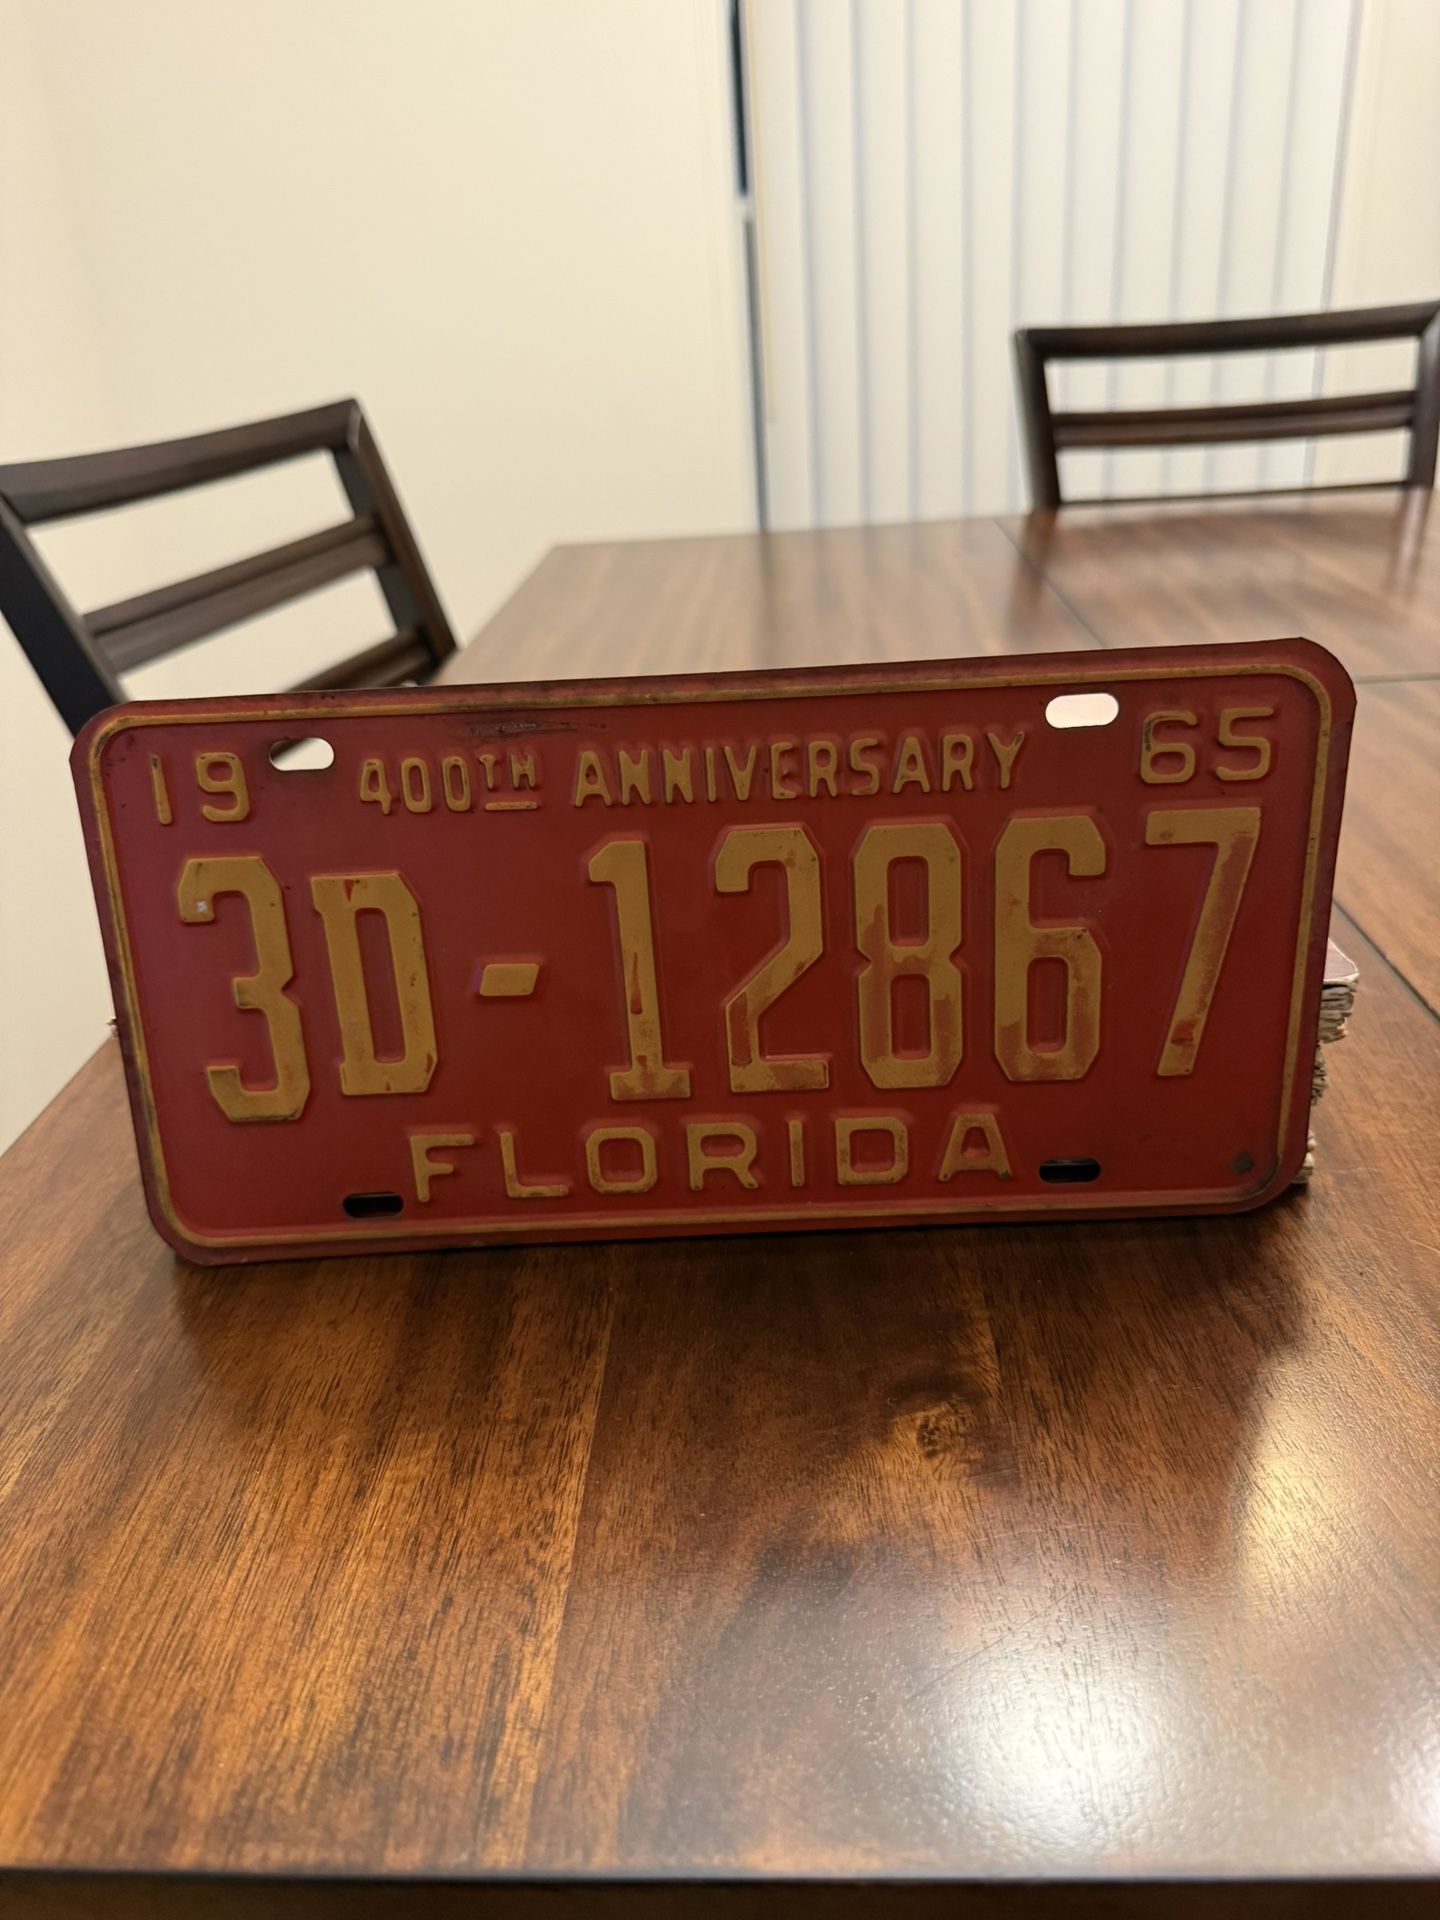 19 400TH ANNIVERSARY 65
3D-12867
FLORIDA